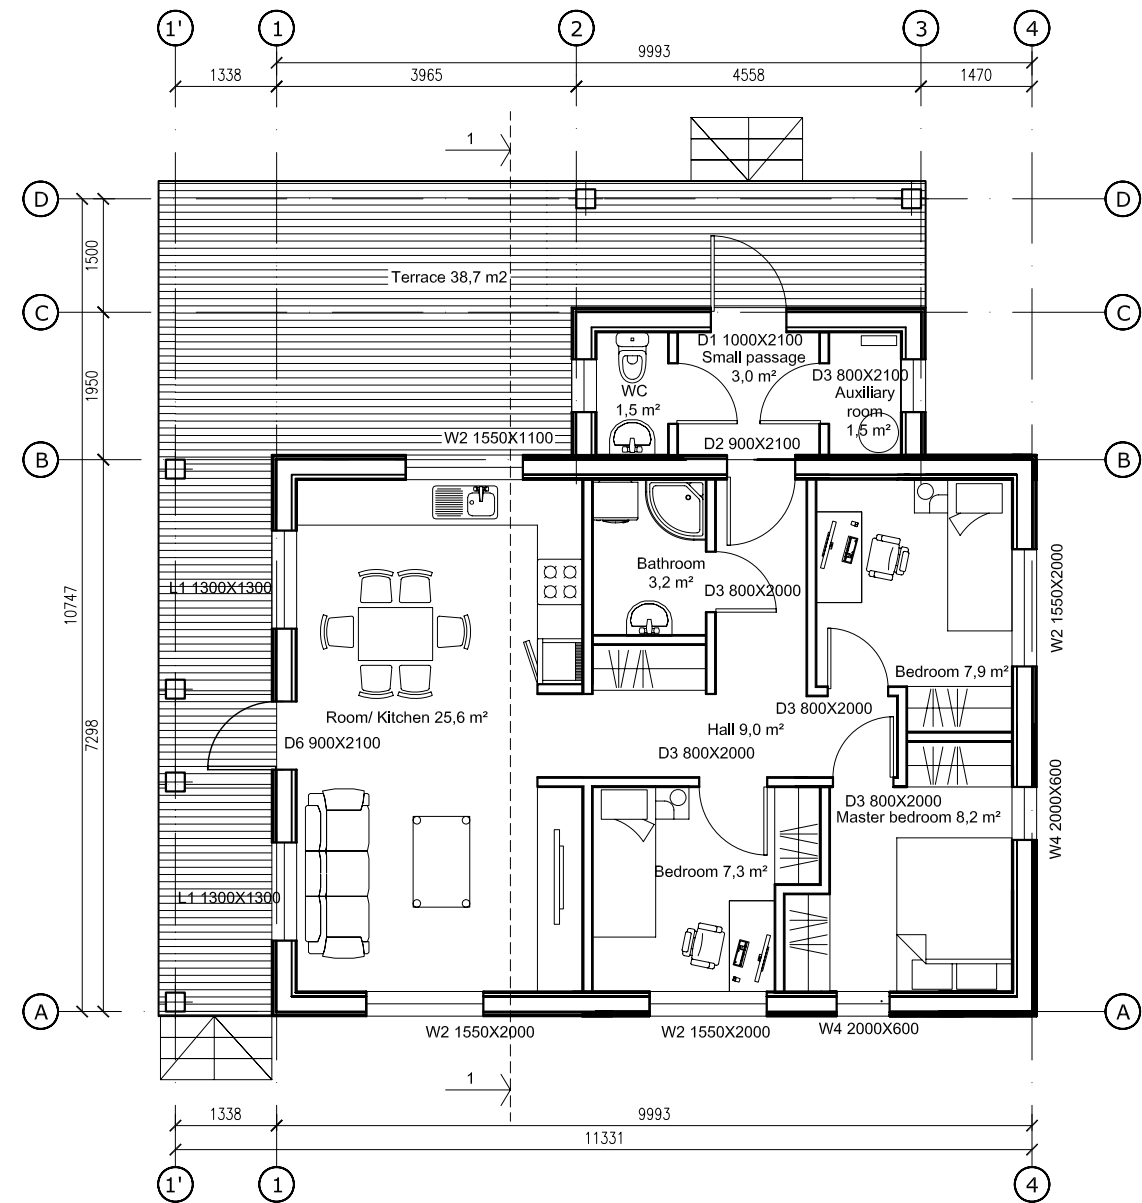 1' 1 2 3 4
9993
1338 3965 4558 1470
1
D D
1500
Terrace 38,7 m2
C C
D1 1000X2100
Small passage
3,0 m²
D3 800X2100
Auxiliary
room
1,5 m²
WC
1,5 m²
1950
W2 1550X1100
D2 900X2100
B B
Bathroom
3,2 m²
D3 800X2000
L1 1300X1300
W2 1550X2000
10747
7298
Bedroom 7,9 m²
D3 800X2000
Room/ Kitchen 25,6 m²
Hall 9,0 m²
D6 900X2100
D3 800X2000
D3 800X2000
Master bedroom 8,2 m²
W4 2000X600
Bedroom 7,3 m²
L1 1300X1300
A A
W2 1550X2000
W2 1550X2000
W4 2000X600
1
1338 9993
11331
1' 1 4